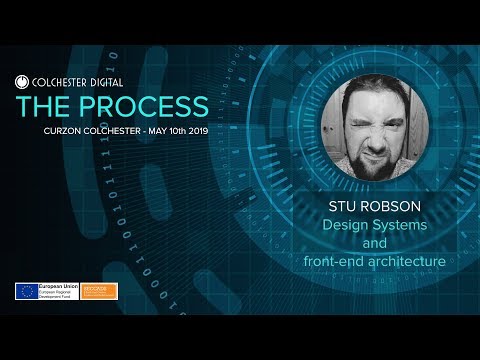 COLCHESTER DIGITAL
THE PROCESS
CURZON COLCHESTER - MAY 10th 2019
STU ROBSON
Design Systems
and
front-end architecture
European Union
European Regional
Development Fund